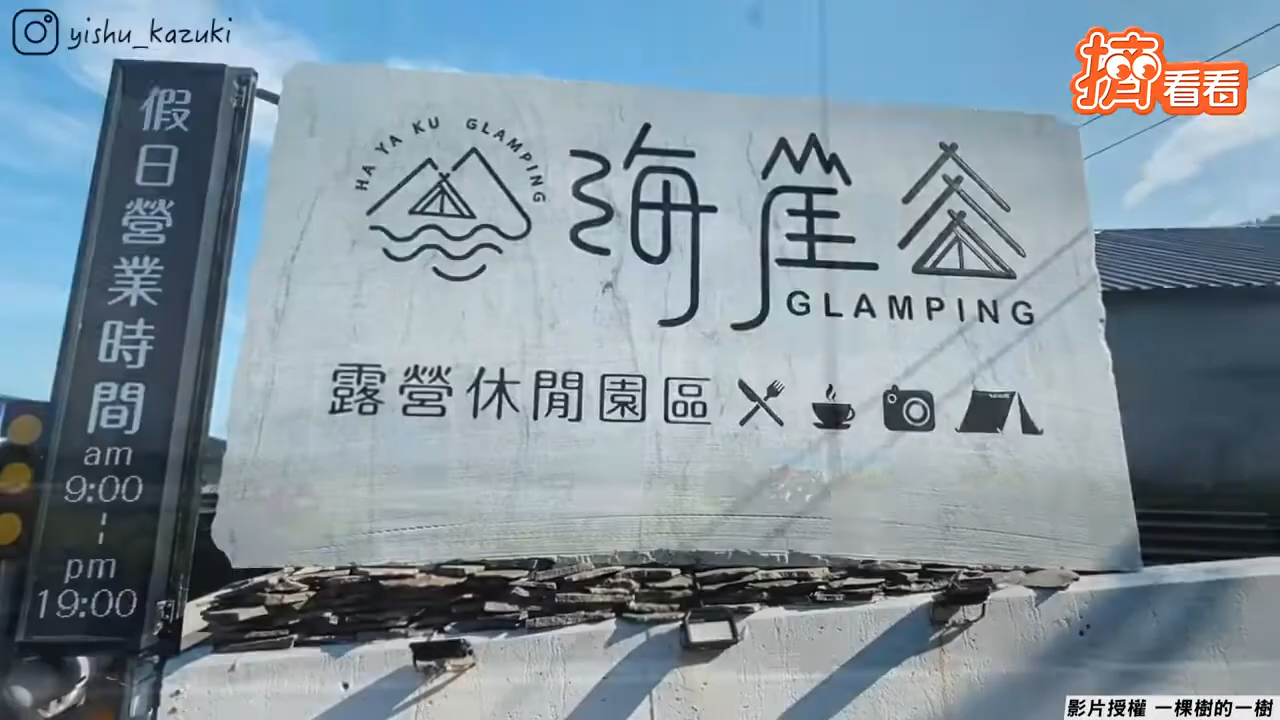 yishu_kazuki
擠看看
假日營業時間
am
9:00
pm
19:00
HA YA KU GLAMPING
海崖
GLAMPING
露營休閒園區
影片授權 一棵樹的一樹